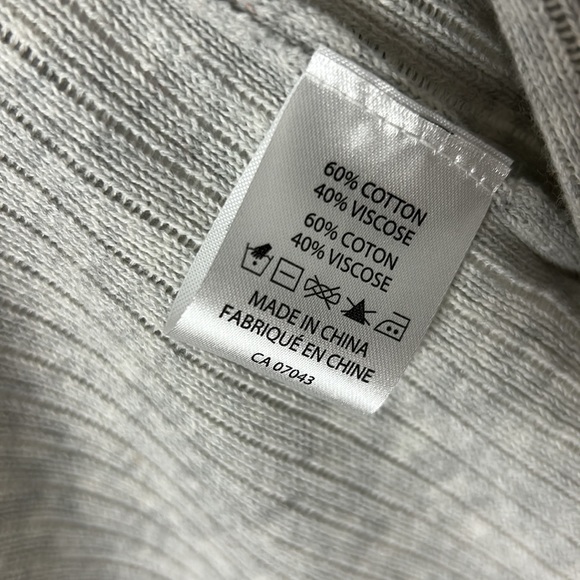 60% COTTON
40% VISCOSE
60% COTON
40% VISCOSE
MADE IN CHINA
FABRIQUÉ EN CHINE
CA 07043